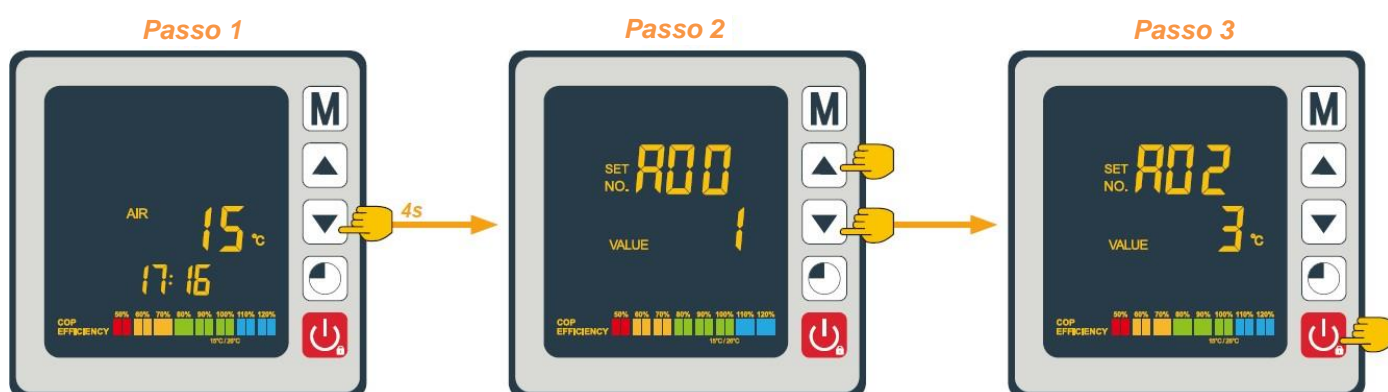 Passo 1
M
AIR 15 °C
17:16
COP EFFICIENCY
50% 60% 70% 80% 90% 100% 110% 120%
15°C / 26°C
4s
Passo 2
M
SET NO. A00
VALUE 1
COP EFFICIENCY
50% 60% 70% 80% 90% 100% 110% 120%
15°C / 26°C
Passo 3
M
SET NO. A02
VALUE 3 °C
COP EFFICIENCY
50% 60% 70% 80% 90% 100% 110% 120%
15°C / 26°C